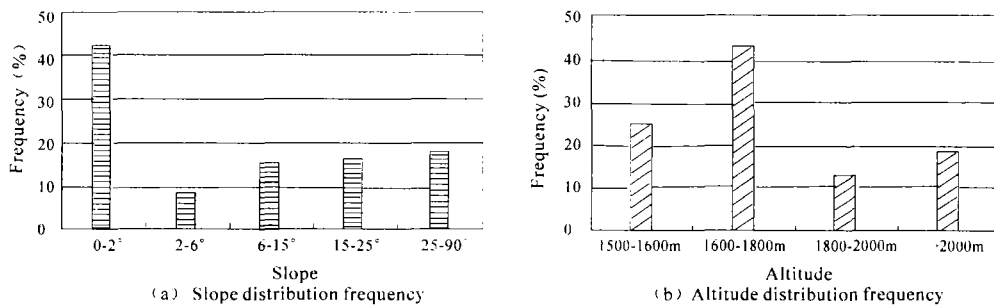 50
40
30
20
10
0
Frequency (%)
0-2° 2-6° 6-15° 15-25° 25-90°
Slope
(a) Slope distribution frequency
50
40
30
20
10
0
Frequency (%)
1500-1600m 1600-1800m 1800-2000m 2000m
Altitude
(b) Altitude distribution frequency